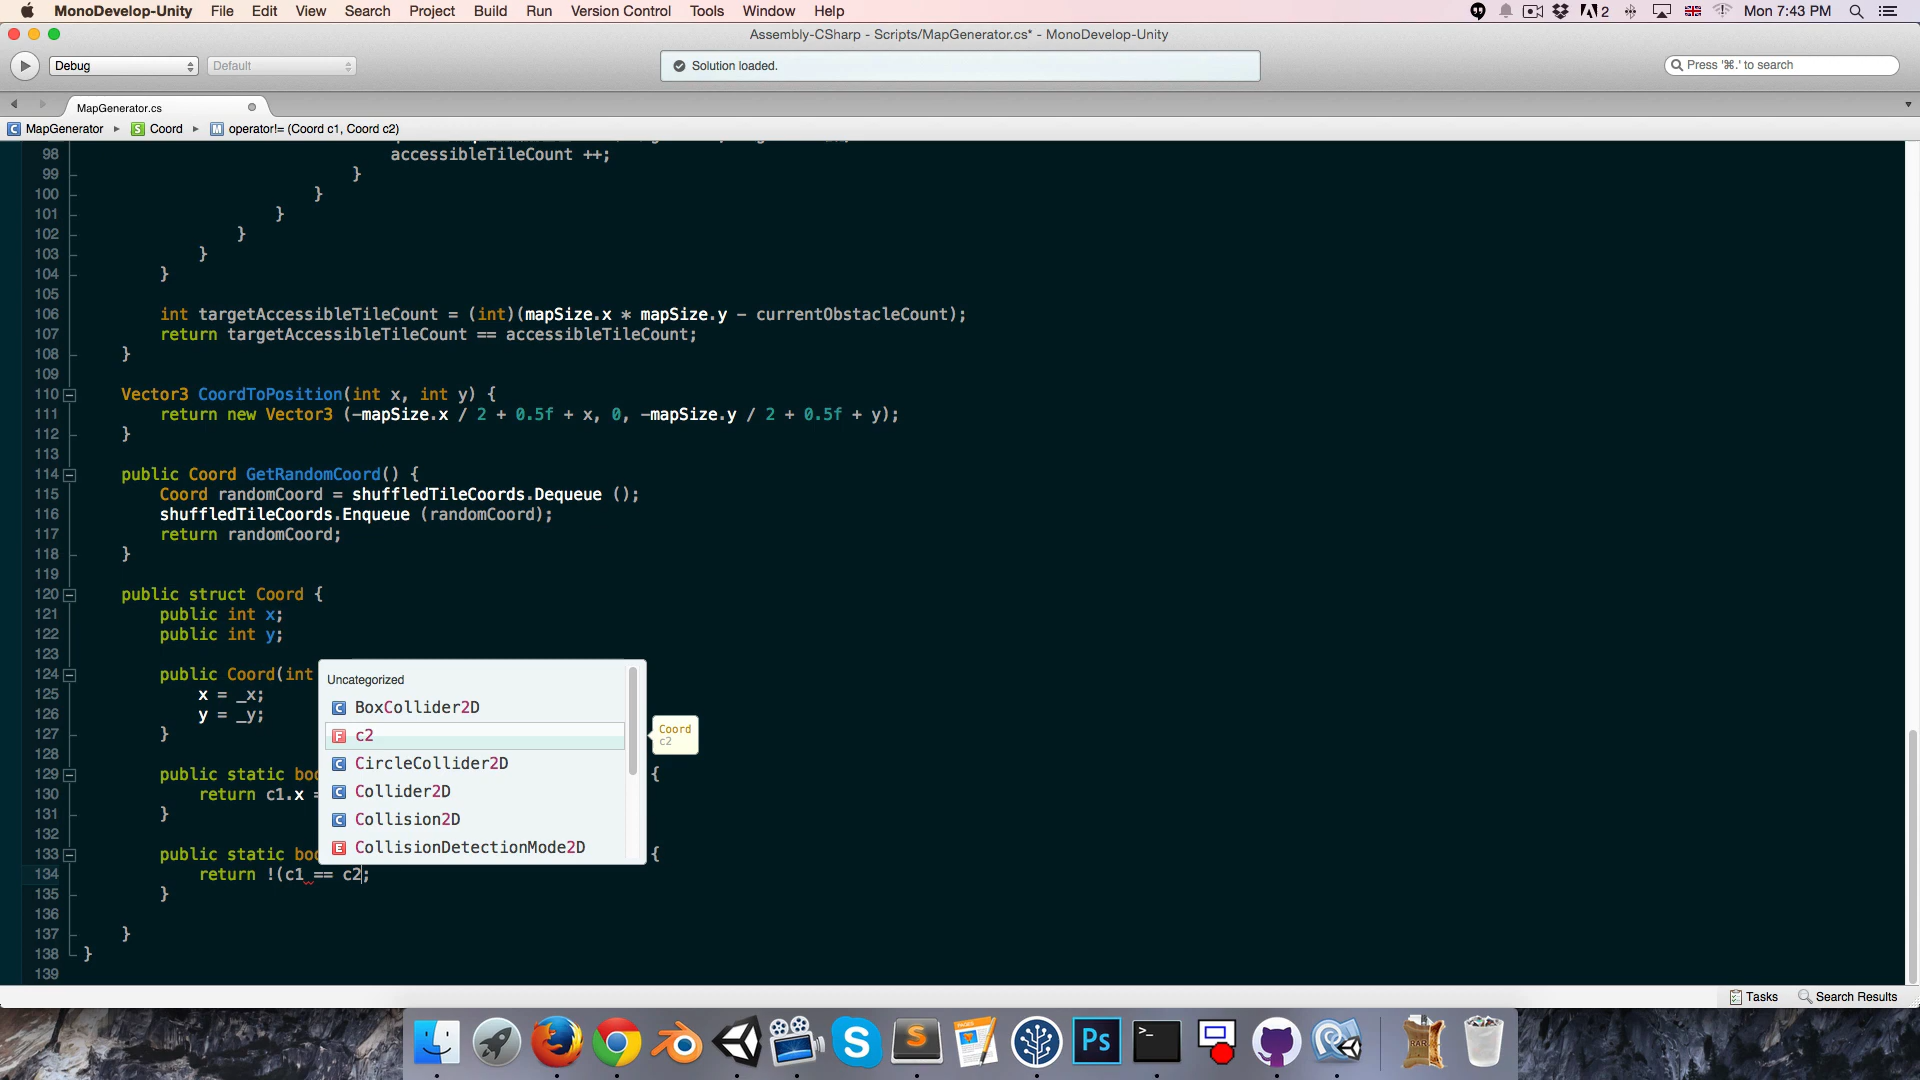 MonoDevelop-Unity File Edit View Search Project Build Run Version Control Tools Window Help 2 Mon 7:43 PM
Assembly-CSharp - Scripts/MapGenerator.cs* - MonoDevelop-Unity
Debug Default Solution loaded. Press '⌘.' to search
MapGenerator.cs
C MapGenerator S Coord M operator!= (Coord c1, Coord c2)
98 accessibleTileCount ++;
99 }
100 }
101 }
102 }
103 }
104 }
105
106 int targetAccessibleTileCount = (int)(mapSize.x * mapSize.y - currentObstacleCount);
107 return targetAccessibleTileCount == accessibleTileCount;
108 }
109
110 Vector3 CoordToPosition(int x, int y) {
111 return new Vector3 (-mapSize.x / 2 + 0.5f + x, 0, -mapSize.y / 2 + 0.5f + y);
112 }
113
114 public Coord GetRandomCoord() {
115 Coord randomCoord = shuffledTileCoords.Dequeue ();
116 shuffledTileCoords.Enqueue (randomCoord);
117 return randomCoord;
118 }
119
120 public struct Coord {
121 public int x;
122 public int y;
123
124 public Coord(int
125 x = _x;
126 y = _y;
127 }
128
129 public static boo {
130 return c1.x =
131 }
132
133 public static boo {
134 return !(c1 == c2;
135 }
136
137 }
138 }
139
Uncategorized
C BoxCollider2D
F c2
C CircleCollider2D
C Collider2D
C Collision2D
E CollisionDetectionMode2D
Coord
c2
Tasks Search Results
S Ps >_ RAR